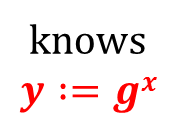 knows
y := g^x